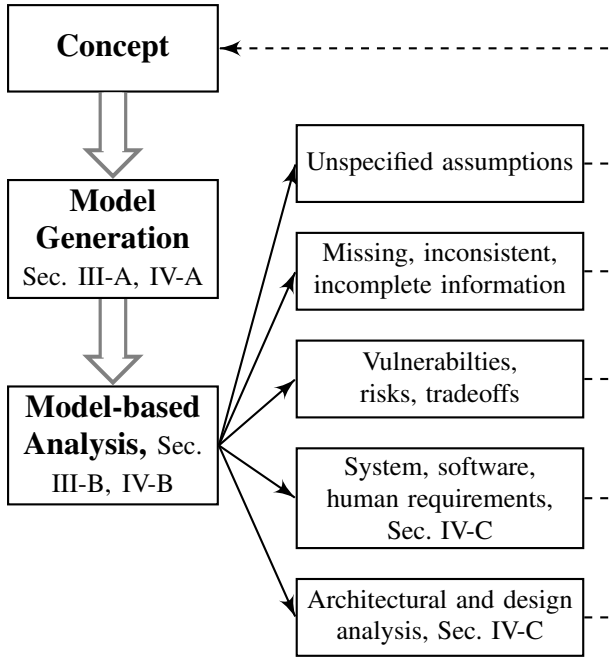 Concept
Model
Generation
Sec. III-A, IV-A
Model-based
Analysis, Sec.
III-B, IV-B
Unspecified assumptions
Missing, inconsistent,
incomplete information
Vulnerabilties,
risks, tradeoffs
System, software,
human requirements,
Sec. IV-C
Architectural and design
analysis, Sec. IV-C